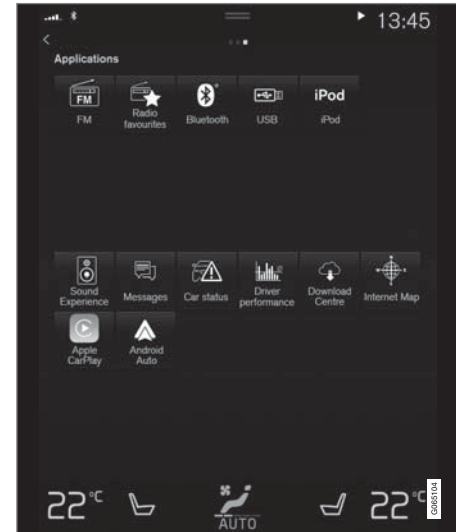 13:45
Applications
FM
FM
Radio
favourites
Bluetooth
USB
iPod
iPod
Sound
Experience
Messages
Car status
Driver
performance
Download
Centre
Internet Map
Apple
CarPlay
Android
Auto
22°C
AUTO
22°C
G065104